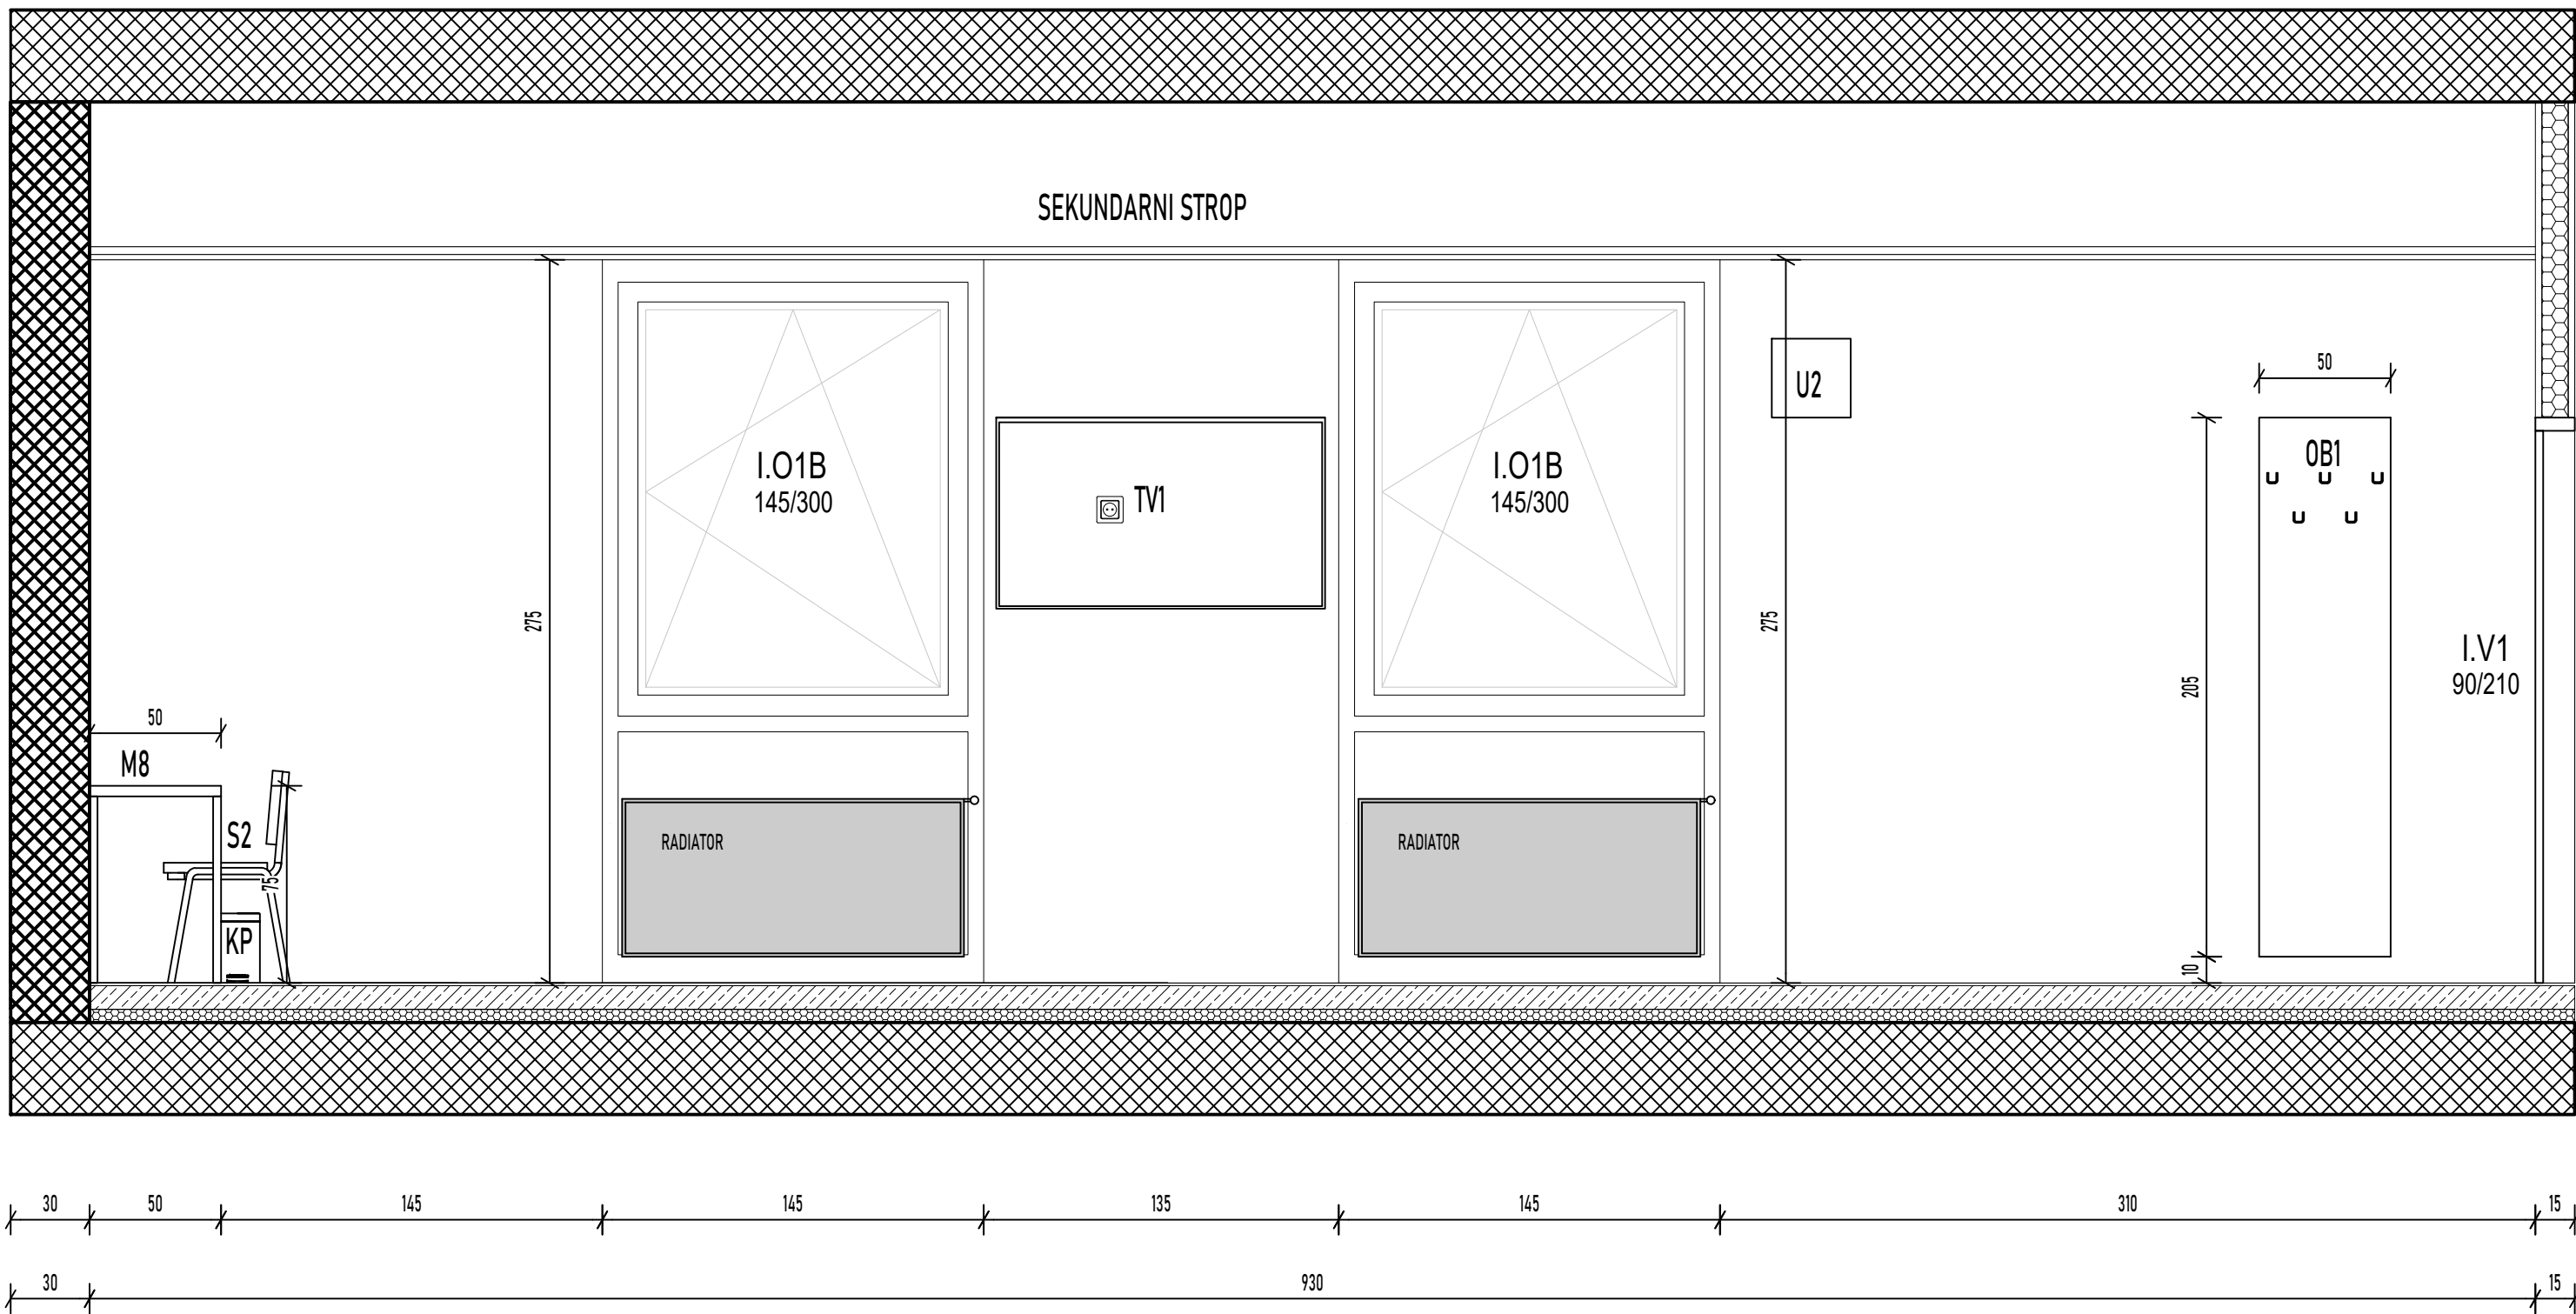 SEKUNDARNI STROP
50
U2
I.O1B
145/300
TV1
I.O1B
145/300
OB1
275
275
205
I.V1
90/210
50
M8
S2
75
RADIATOR
RADIATOR
KP
10
30 50 145 145 135 145 310 15
30 930 15